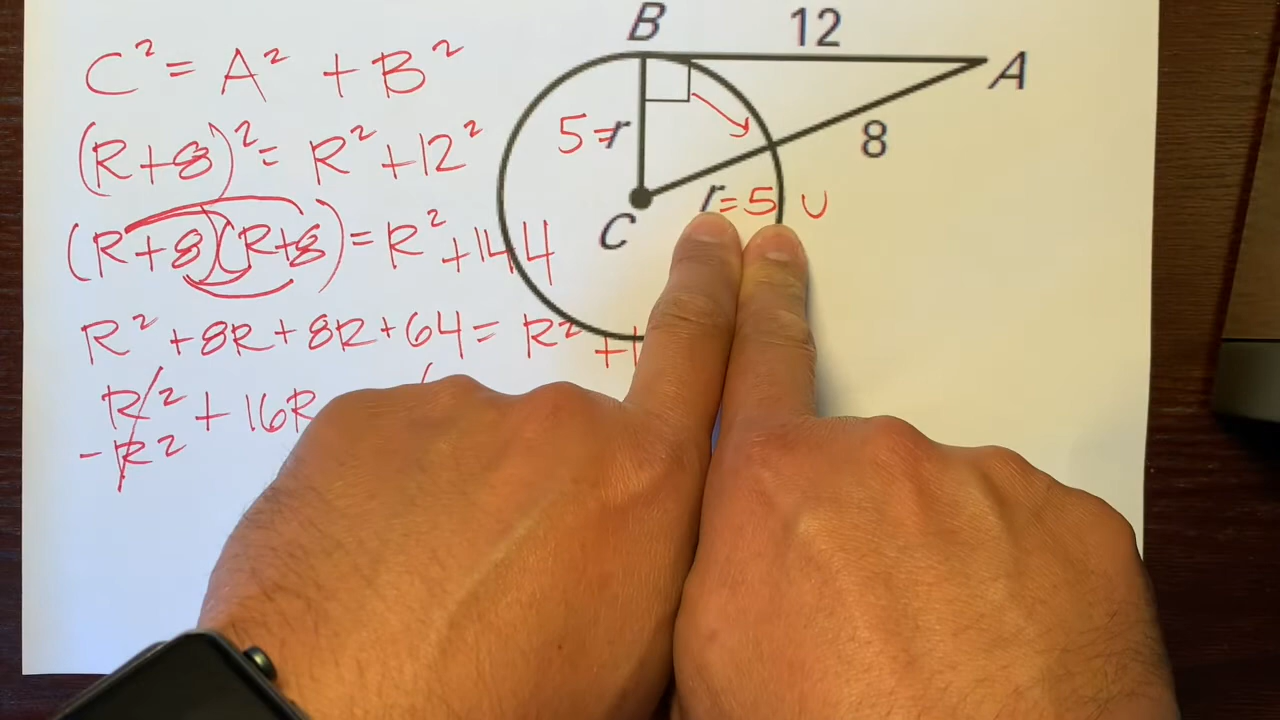 C² = A² + B²
(R+8)² = R² + 12²
(R+8)(R+8) = R² + 144
R² + 8R + 8R + 64 = R² + 1
R² + 16R
- R²
B
12
A
5 = r
8
r = 5 U
C